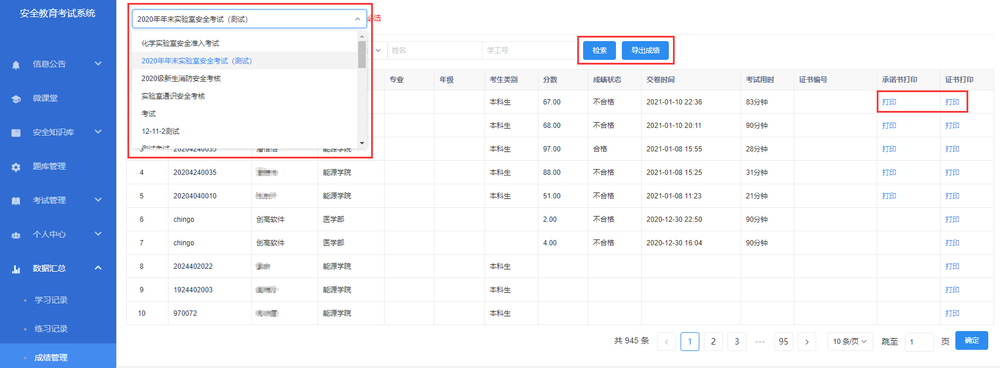 安全教育考试系统
信息公告
微课堂
安全知识库
题库管理
考试管理
个人中心
数据汇总
学习记录
练习记录
成绩管理
2020年年末实验室安全考试（测试） 必选
化学实验室安全准入考试
2020年年末实验室安全考试（测试）
2020级新生消防安全考核
实验室通识安全考核
考试
12-11-2测试
测试考试
姓名 学工号 检索 导出成绩
专业 年级 考生类别 分数 成绩状态 交卷时间 考试用时 证书编号 承诺书打印 证书打印
本科生 67.00 不合格 2021-01-10 22:36 83分钟 打印 打印
本科生 68.00 不合格 2021-01-10 20:11 90分钟 打印 打印
3 20204240035 能源学院 本科生 97.00 合格 2021-01-08 15:55 28分钟 打印 打印
4 20204240035 能源学院 本科生 88.00 不合格 2021-01-08 15:25 31分钟 打印 打印
5 20204040010 能源学院 本科生 51.00 不合格 2021-01-08 11:23 21分钟 打印 打印
6 chingo 创高软件 医学部 2.00 不合格 2020-12-30 22:50 90分钟 打印
7 chingo 创高软件 医学部 4.00 不合格 2020-12-30 16:04 90分钟 打印
8 2024402022 能源学院 本科生 打印
9 1924402003 能源学院 本科生 打印
10 970072 能源学院 本科生 打印
共 945 条 1 2 3 ••• 95 10 条/页 跳至 1 页 确定